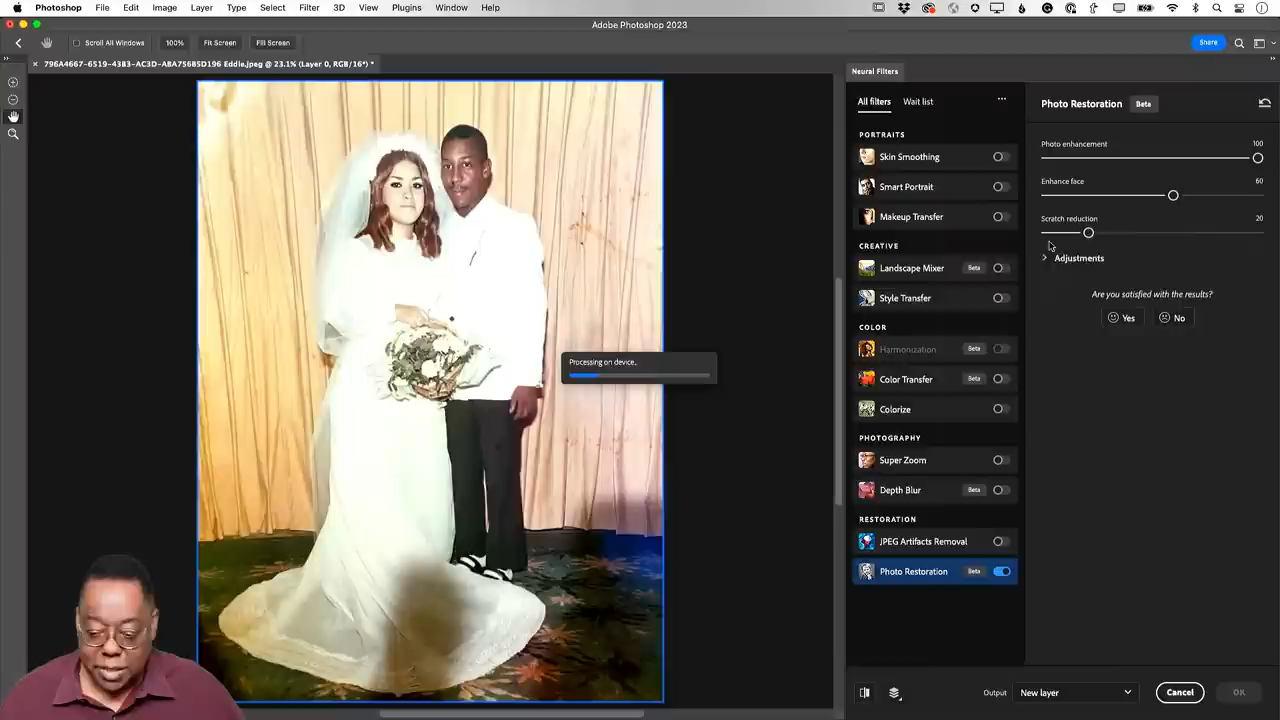 Photoshop File Edit Image Layer Type Select Filter 3D View Plugins Window Help
Adobe Photoshop 2023
Scroll All Windows 100% Fit Screen Fill Screen Share
796A4667-6519-43B3-AC3D-ABA756B5D196 Eddie.jpeg @ 23.1% (Layer 0, RGB/16*) *
Neural Filters
All filters Wait list
PORTRAITS
Skin Smoothing
Smart Portrait
Makeup Transfer
CREATIVE
Landscape Mixer Beta
Style Transfer
COLOR
Harmonization Beta
Color Transfer Beta
Colorize
PHOTOGRAPHY
Super Zoom
Depth Blur Beta
RESTORATION
JPEG Artifacts Removal
Photo Restoration Beta
Photo Restoration Beta
Photo enhancement 100
Enhance face 60
Scratch reduction 20
Adjustments
Are you satisfied with the results?
Yes No
Processing on device...
Output New layer Cancel OK